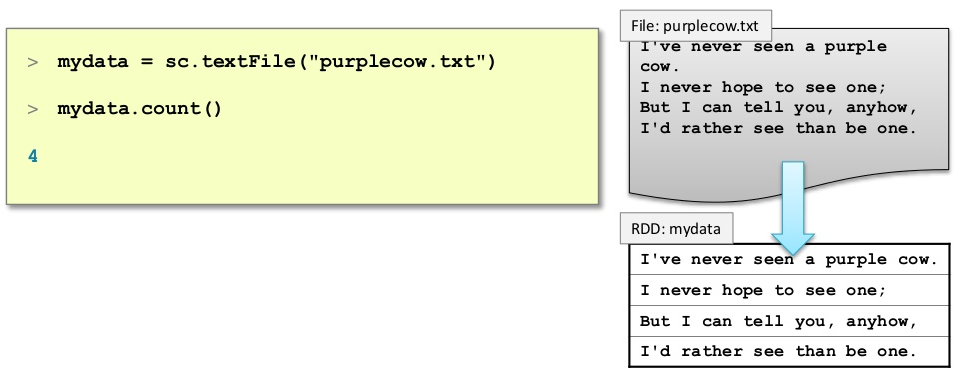 > mydata = sc.textFile("purplecow.txt")
> mydata.count()
4
File: purplecow.txt
I've never seen a purple
cow.
I never hope to see one;
But I can tell you, anyhow,
I'd rather see than be one.
RDD: mydata
I've never seen a purple cow.
I never hope to see one;
But I can tell you, anyhow,
I'd rather see than be one.